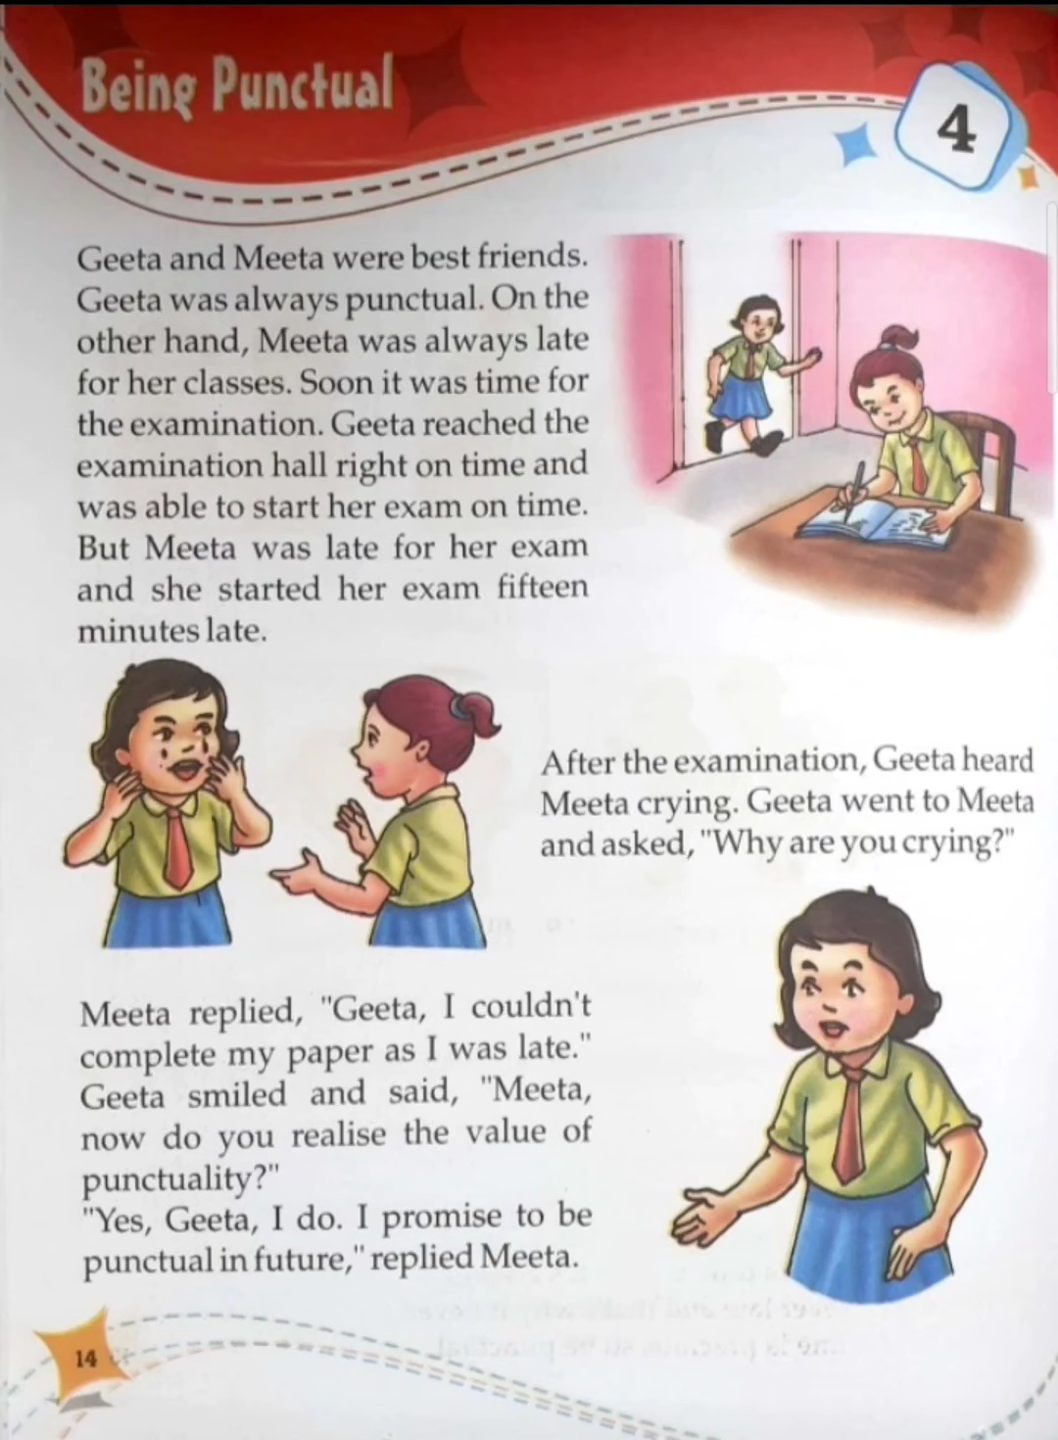 Being Punctual
4
Geeta and Meeta were best friends.
Geeta was always punctual. On the
other hand, Meeta was always late
for her classes. Soon it was time for
the examination. Geeta reached the
examination hall right on time and
was able to start her exam on time.
But Meeta was late for her exam
and she started her exam fifteen
minutes late.
After the examination, Geeta heard
Meeta crying. Geeta went to Meeta
and asked, "Why are you crying?"
Meeta replied, "Geeta, I couldn't
complete my paper as I was late."
Geeta smiled and said, "Meeta,
now do you realise the value of
punctuality?"
"Yes, Geeta, I do. I promise to be
punctual in future," replied Meeta.
14